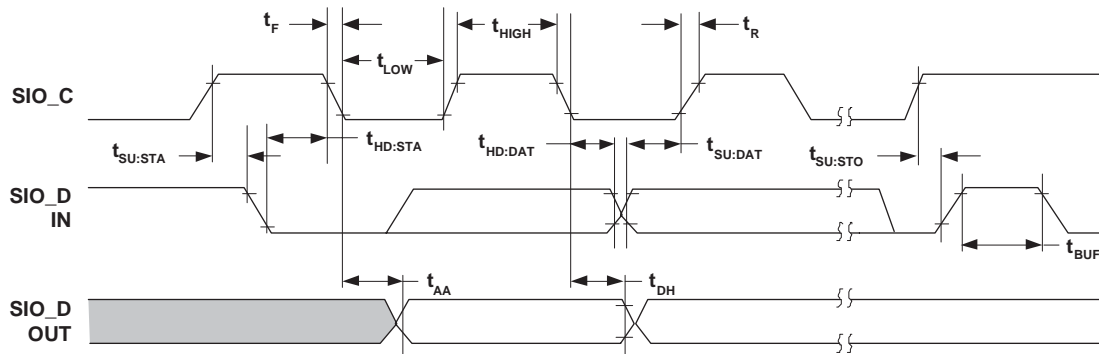 t_F
t_HIGH
t_R
t_LOW
SIO_C
t_SU:STA
t_HD:STA
t_HD:DAT
t_SU:DAT
t_SU:STO
SIO_D
IN
t_BUF
t_AA
t_DH
SIO_D
OUT